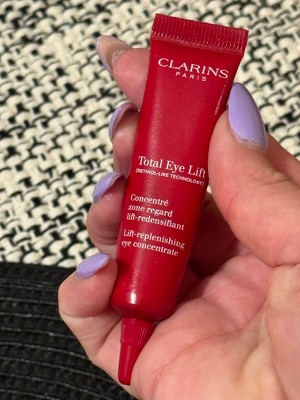 CLARINS
PARIS
Total Eye Lift
[RETINOL-LIKE TECHNOLOGY]
Concentré
zone regard
lift-redensifiant
Lift-replenishing
eye concentrate